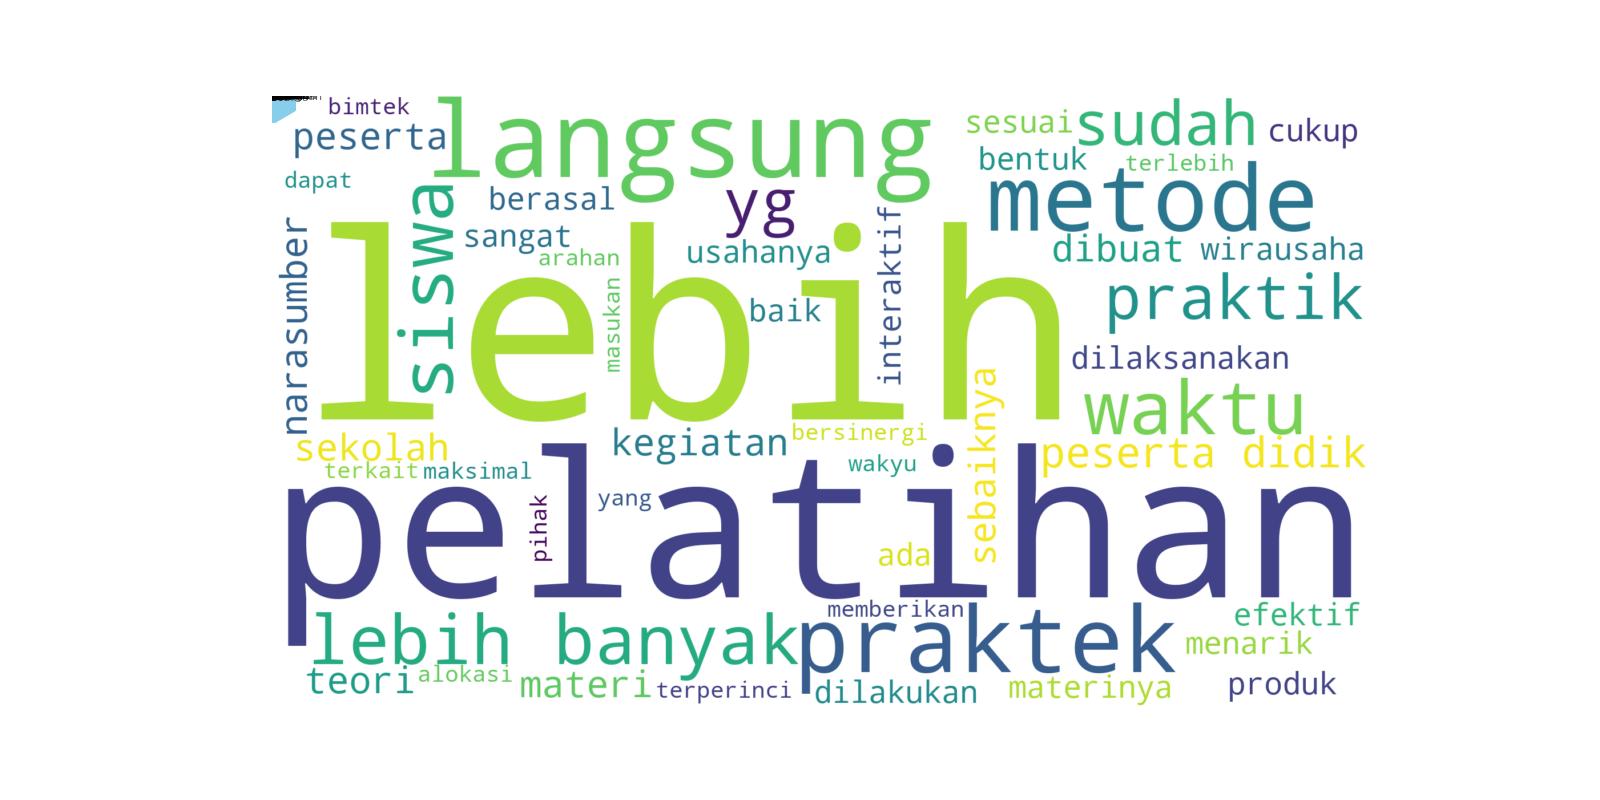 bimtek
peserta
langsung
sesuai
sudah
cukup
dapat
siswa
berasal
yg
bentuk
terlebih
metode
sangat
arahan
usahanya
interaktif
dibuat
wirausaha
narasumber
lebih
masukan
baik
praktik
dilaksanakan
sekolah
kegiatan
bersinergi
sebaiknya
waktu
terkait
maksimal
wakyu
peserta didik
pelatihan
pihak
yang
ada
lebih banyak
memberikan
praktek
efektif
menarik
teori
alokasi
materi
terperinci
dilakukan
materinya
produk